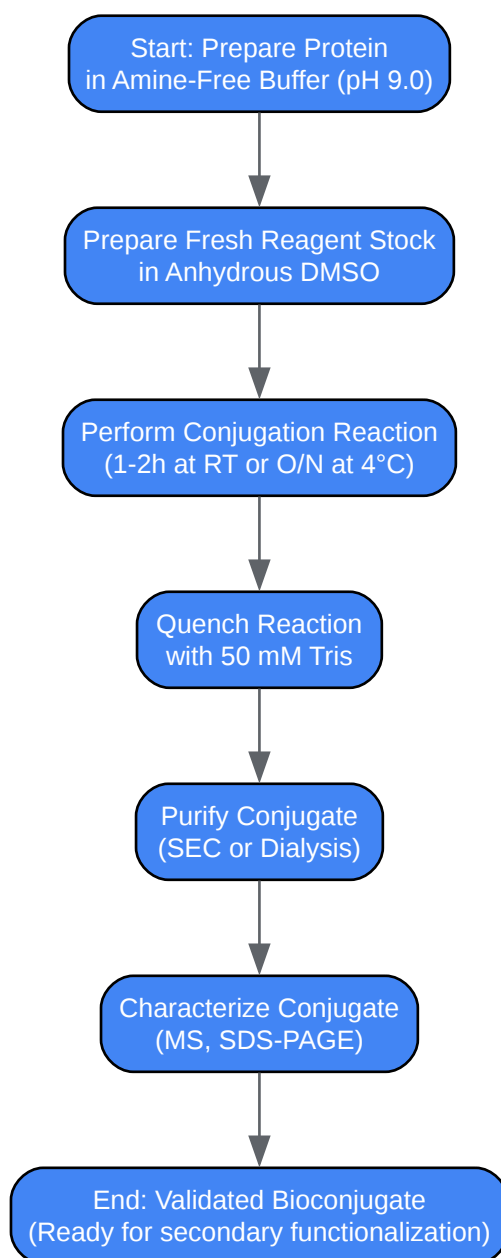 Start: Prepare Protein
in Amine-Free Buffer (pH 9.0)
Prepare Fresh Reagent Stock
in Anhydrous DMSO
Perform Conjugation Reaction
(1-2h at RT or O/N at 4°C)
Quench Reaction
with 50 mM Tris
Purify Conjugate
(SEC or Dialysis)
Characterize Conjugate
(MS, SDS-PAGE)
End: Validated Bioconjugate
(Ready for secondary functionalization)